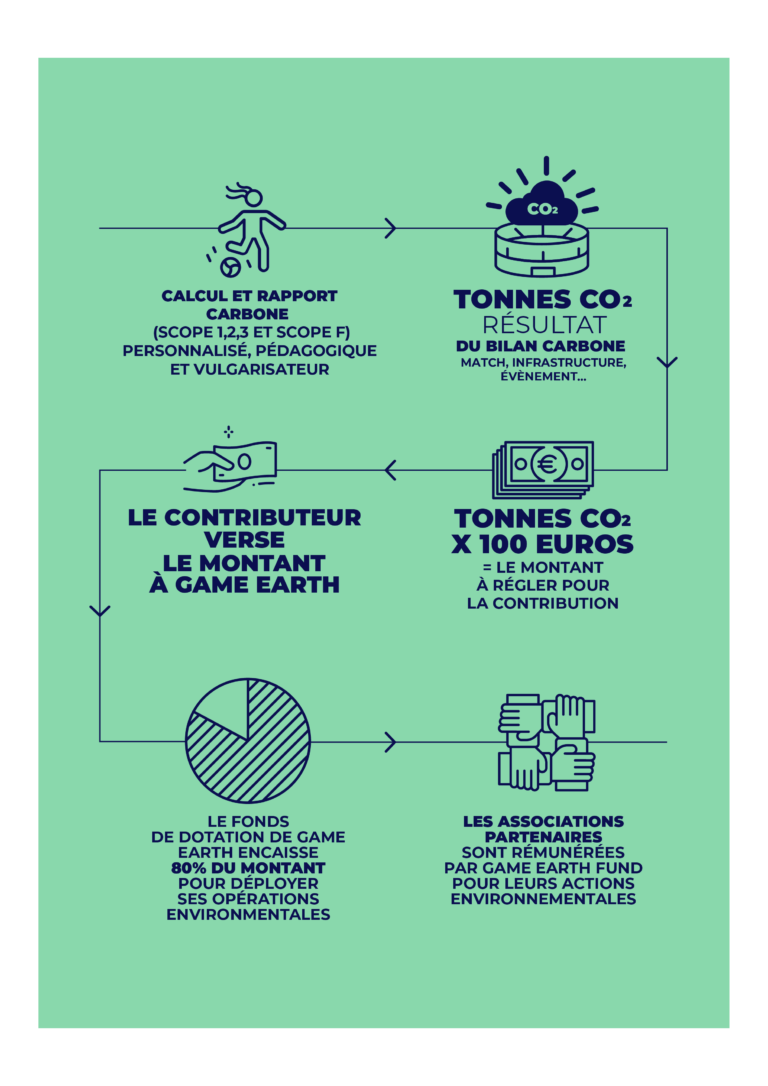 CALCUL ET RAPPORT
CARBONE
(SCOPE 1,2,3 ET SCOPE F)
PERSONNALISÉ, PÉDAGOGIQUE
ET VULGARISATEUR
CO₂
TONNES CO₂
RÉSULTAT
DU BILAN CARBONE
MATCH, INFRASTRUCTURE,
ÉVÈNEMENT...
€
TONNES CO₂
X 100 EUROS
= LE MONTANT
À RÉGLER POUR
LA CONTRIBUTION
LE CONTRIBUTEUR
VERSE
LE MONTANT
À GAME EARTH
LE FONDS
DE DOTATION DE GAME
EARTH ENCAISSE
80% DU MONTANT
POUR DÉPLOYER
SES OPÉRATIONS
ENVIRONMENTALES
LES ASSOCIATIONS
PARTENAIRES
SONT RÉMUNÉRÉES
PAR GAME EARTH FUND
POUR LEURS ACTIONS
ENVIRONNEMENTALES